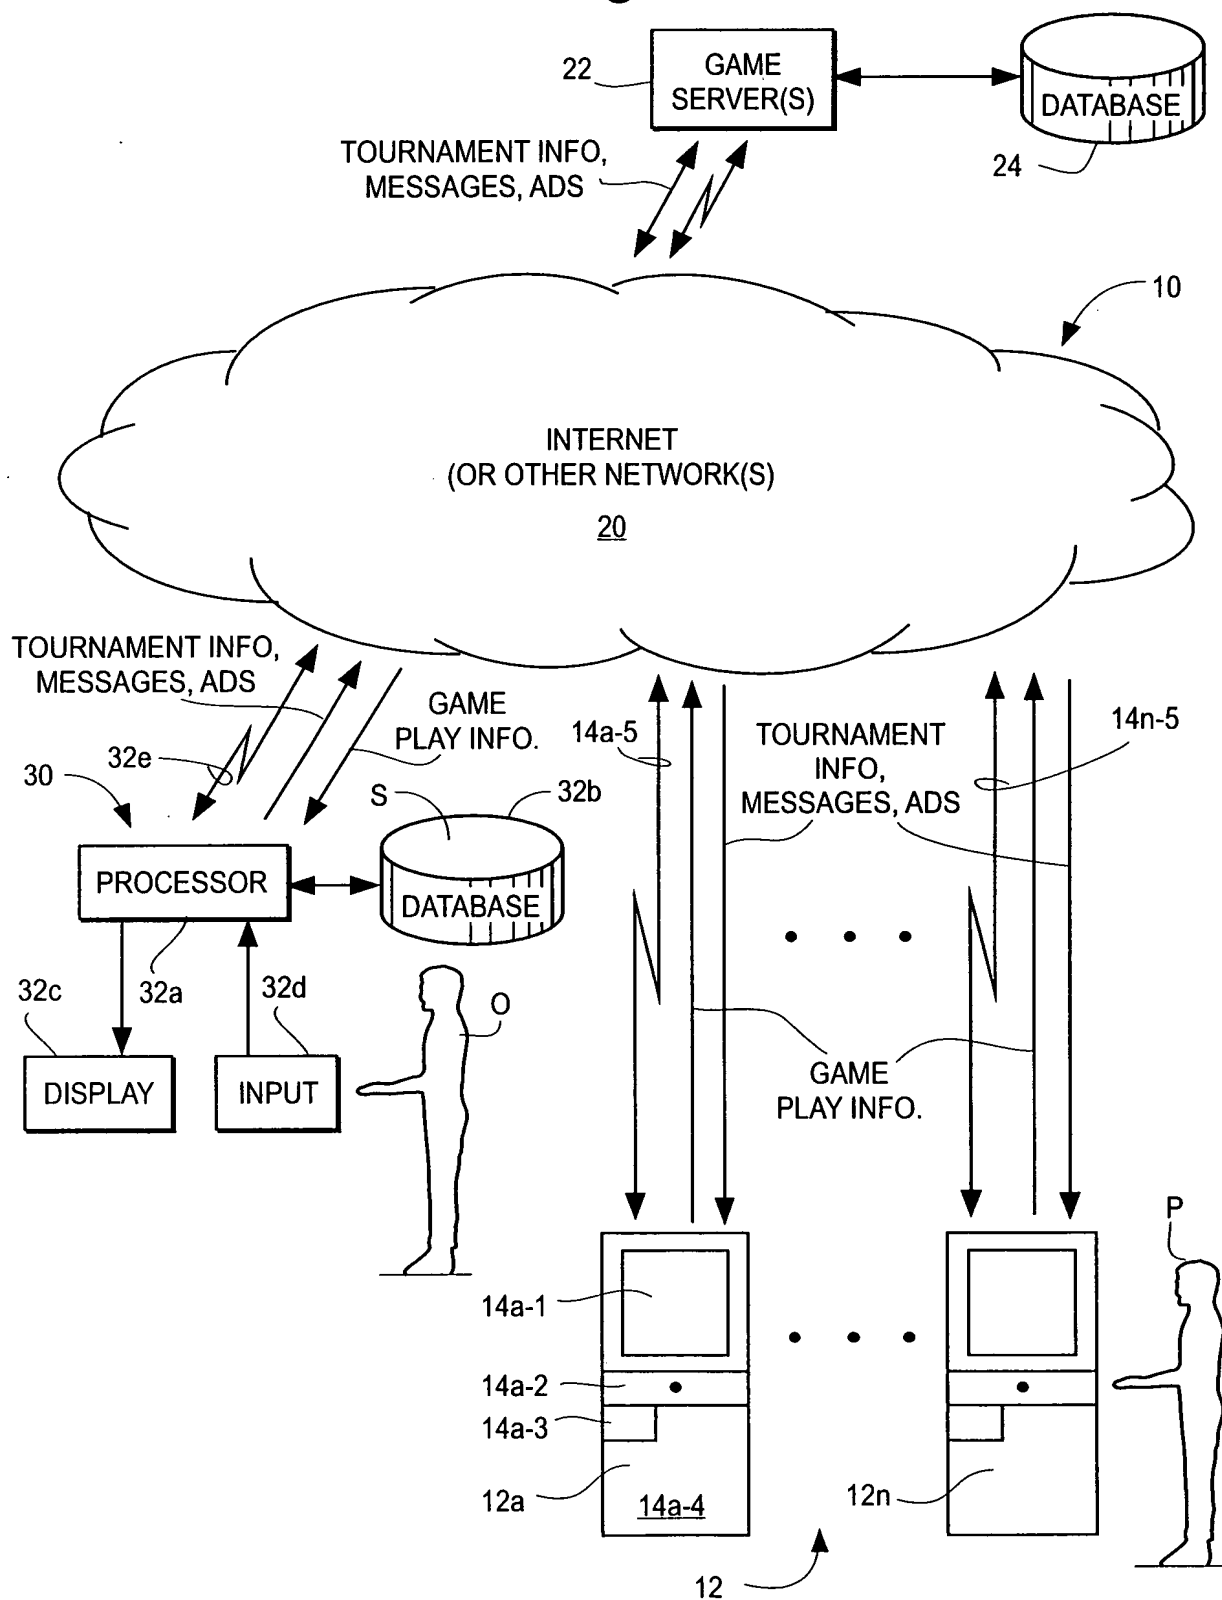 22
GAME
SERVER(S)
DATABASE
24
TOURNAMENT INFO,
MESSAGES, ADS
10
INTERNET
(OR OTHER NETWORK(S)
20
TOURNAMENT INFO,
MESSAGES, ADS
GAME
PLAY INFO.
32e
30
S
32b
PROCESSOR
DATABASE
32c
32a
32d
O
DISPLAY
INPUT
14a-5
TOURNAMENT
INFO,
MESSAGES, ADS
14n-5
GAME
PLAY INFO.
P
14a-1
14a-2
14a-3
12a
14a-4
12n
12